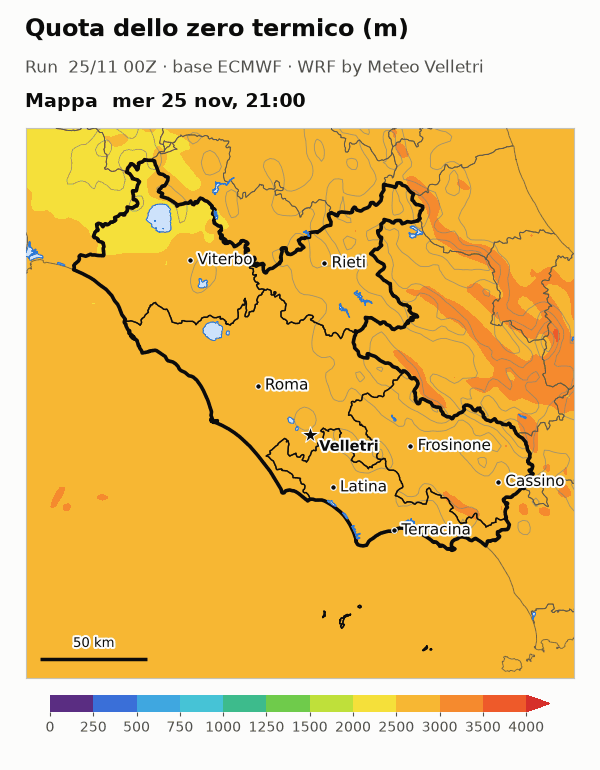 Quota dello zero termico (m)
Run  25/11 00Z · base ECMWF · WRF by Meteo Velletri
Mappa  mer 25 nov, 21:00
Viterbo
Rieti
Roma
Velletri
Frosinone
Cassino
Latina
Terracina
50 km
0 250 500 750 1000 1250 1500 2000 2500 3000 3500 4000